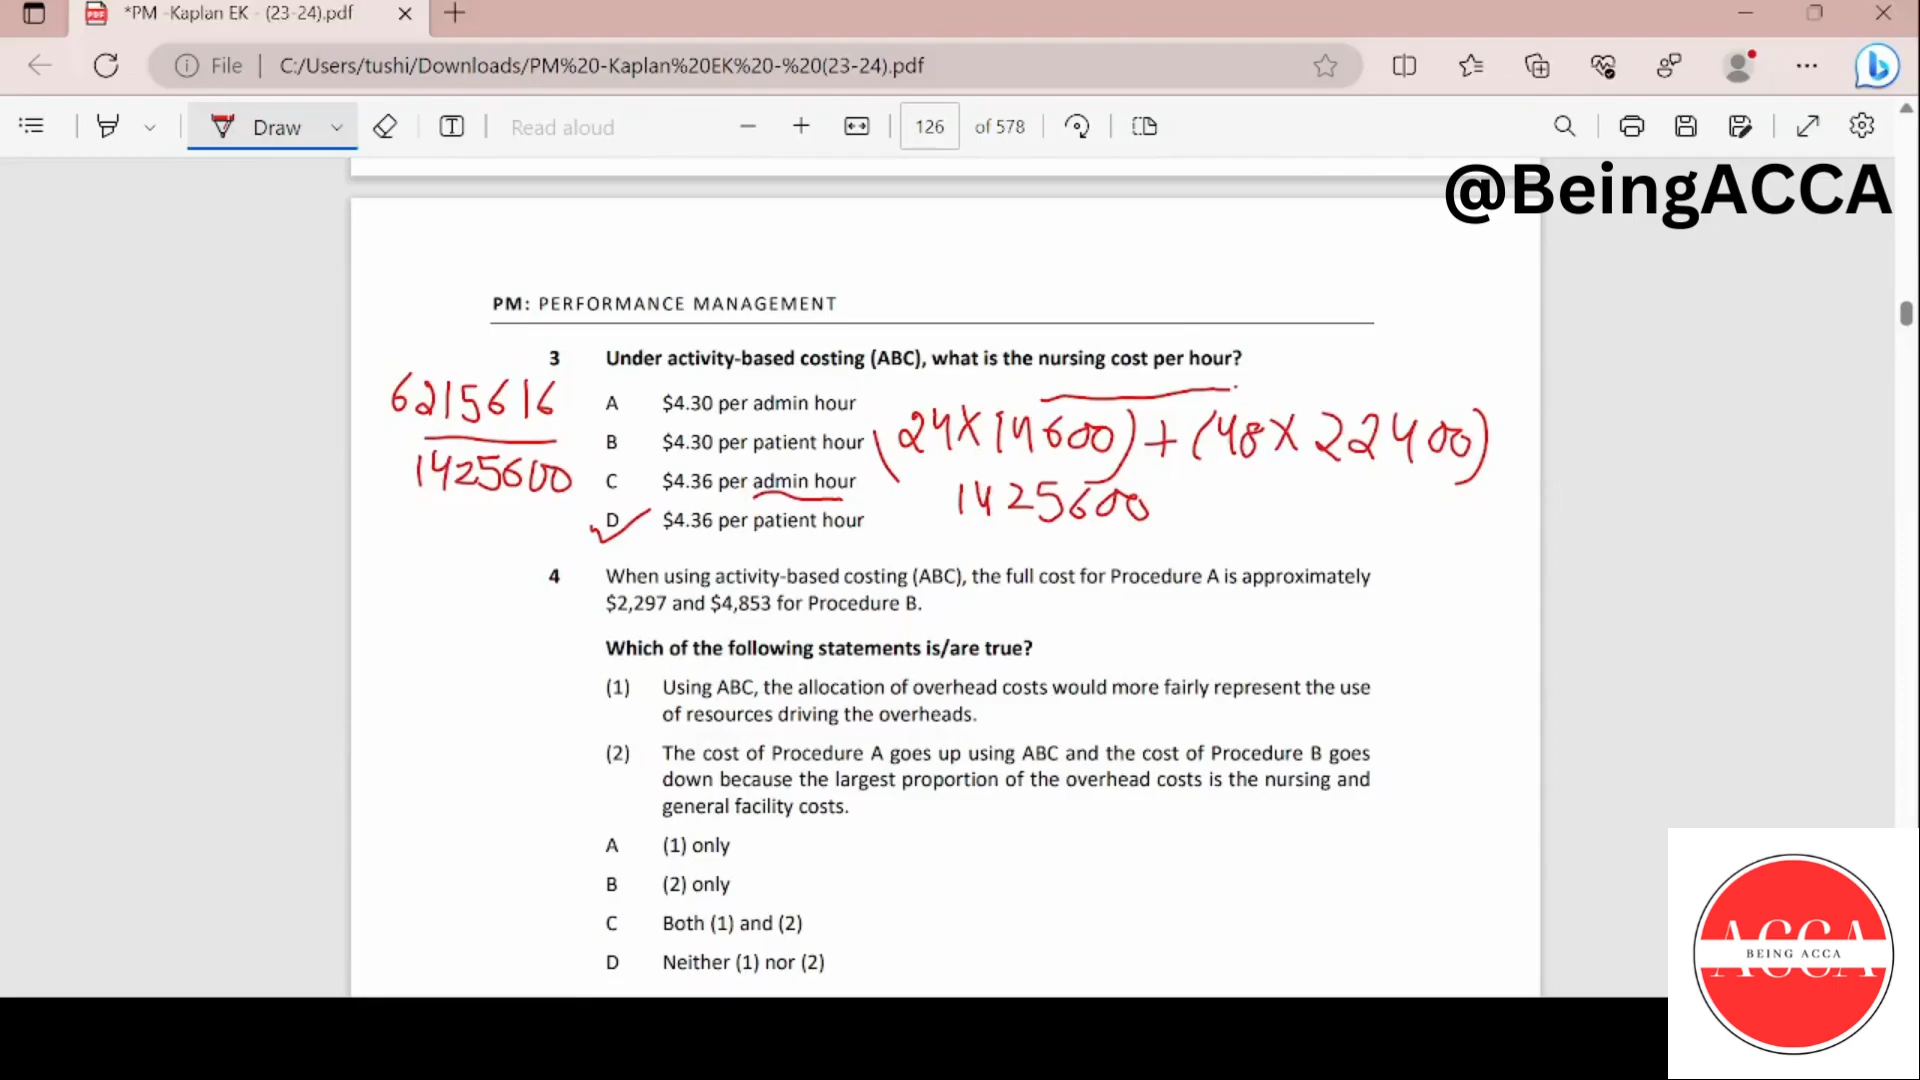 *PM -Kaplan EK - (23-24).pdf
File | C:/Users/tushi/Downloads/PM%20-Kaplan%20EK%20-%20(23-24).pdf
Draw
Read aloud
126 of 578
@BeingACCA
PM: PERFORMANCE MANAGEMENT
3 Under activity-based costing (ABC), what is the nursing cost per hour?
6215616
1425600
A $4.30 per admin hour
B $4.30 per patient hour
(24×14600)+(48×22400)
C $4.36 per admin hour
1425600
D $4.36 per patient hour
4 When using activity-based costing (ABC), the full cost for Procedure A is approximately
$2,297 and $4,853 for Procedure B.
Which of the following statements is/are true?
(1) Using ABC, the allocation of overhead costs would more fairly represent the use
of resources driving the overheads.
(2) The cost of Procedure A goes up using ABC and the cost of Procedure B goes
down because the largest proportion of the overhead costs is the nursing and
general facility costs.
A (1) only
B (2) only
C Both (1) and (2)
D Neither (1) nor (2)
ACCA
BEING ACCA
ACCA